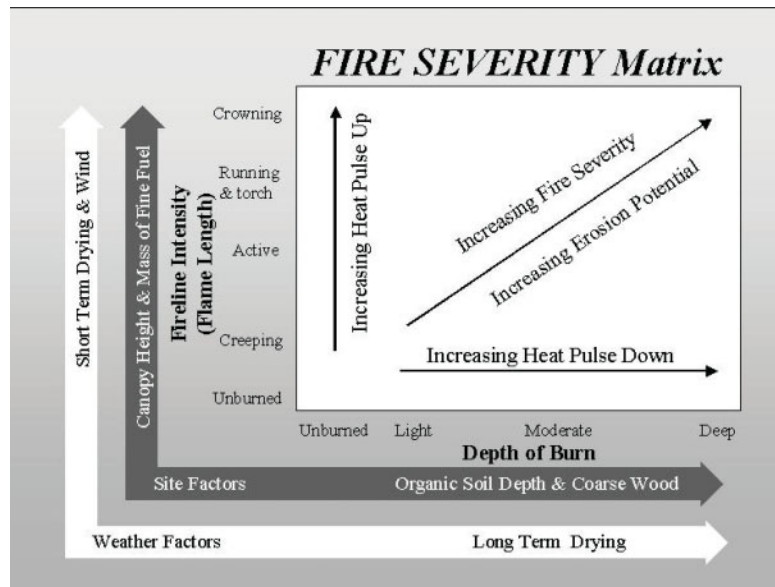 FIRE SEVERITY Matrix
Crowning
Running
& torch
Active
Creeping
Unburned
Short Term Drying & Wind
Canopy Height & Mass of Fine Fuel
Fireline Intensity
(Flame Length)
Increasing Heat Pulse Up
Increasing Fire Severity
Increasing Erosion Potential
Increasing Heat Pulse Down
Unburned Light Moderate Deep
Depth of Burn
Site Factors Organic Soil Depth & Coarse Wood
Weather Factors Long Term Drying